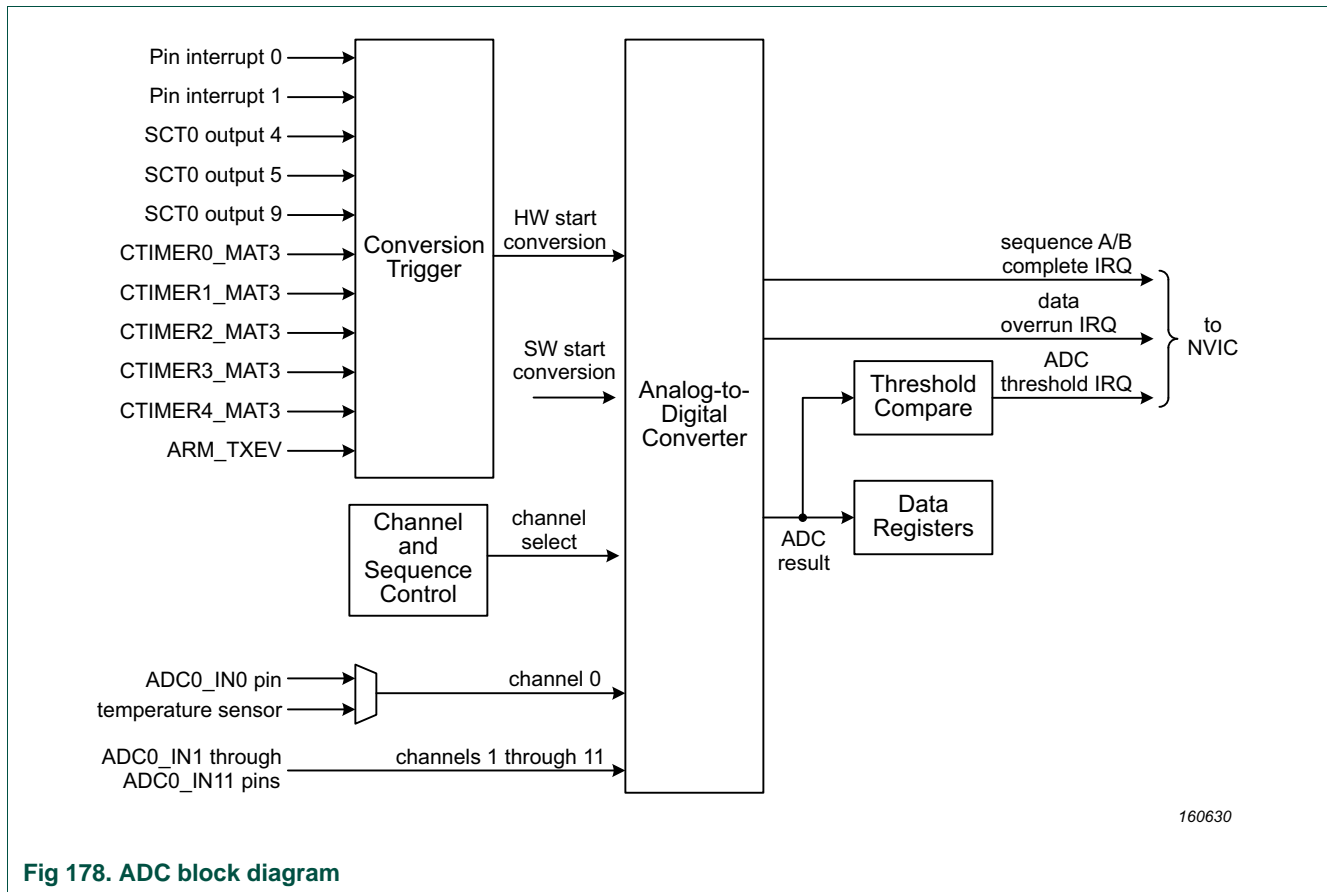 Pin interrupt 0
Pin interrupt 1
SCT0 output 4
SCT0 output 5
SCT0 output 9
CTIMER0_MAT3
CTIMER1_MAT3
CTIMER2_MAT3
CTIMER3_MAT3
CTIMER4_MAT3
ARM_TXEV
Conversion
Trigger
HW start
conversion
SW start
conversion
Channel
and
Sequence
Control
channel
select
ADC0_IN0 pin
temperature sensor
channel 0
ADC0_IN1 through
ADC0_IN11 pins
channels 1 through 11
Analog-to-
Digital
Converter
sequence A/B
complete IRQ
data
overrun IRQ
ADC
threshold IRQ
to
NVIC
Threshold
Compare
Data
Registers
ADC
result
160630
Fig 178. ADC block diagram